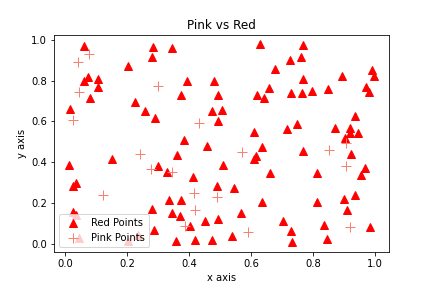 Pink vs Red
1.0
0.8
0.6
0.4
0.2
0.0
y axis
Red Points
Pink Points
0.0 0.2 0.4 0.6 0.8 1.0
x axis